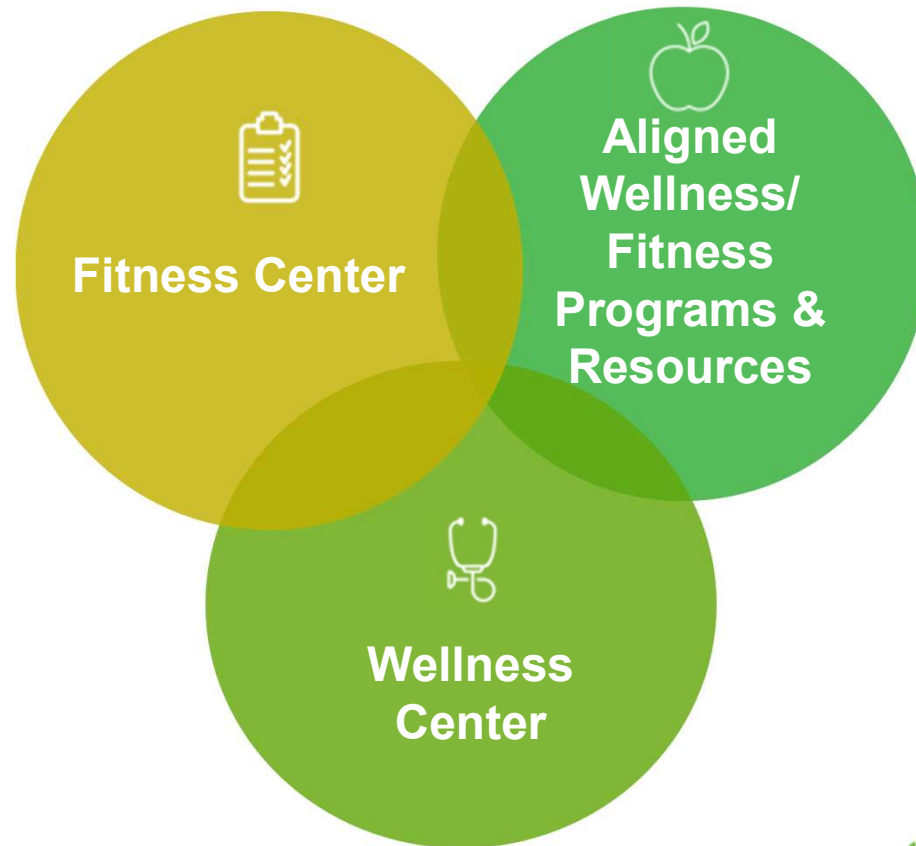 Fitness Center
Aligned
Wellness/
Fitness
Programs &
Resources
Wellness
Center